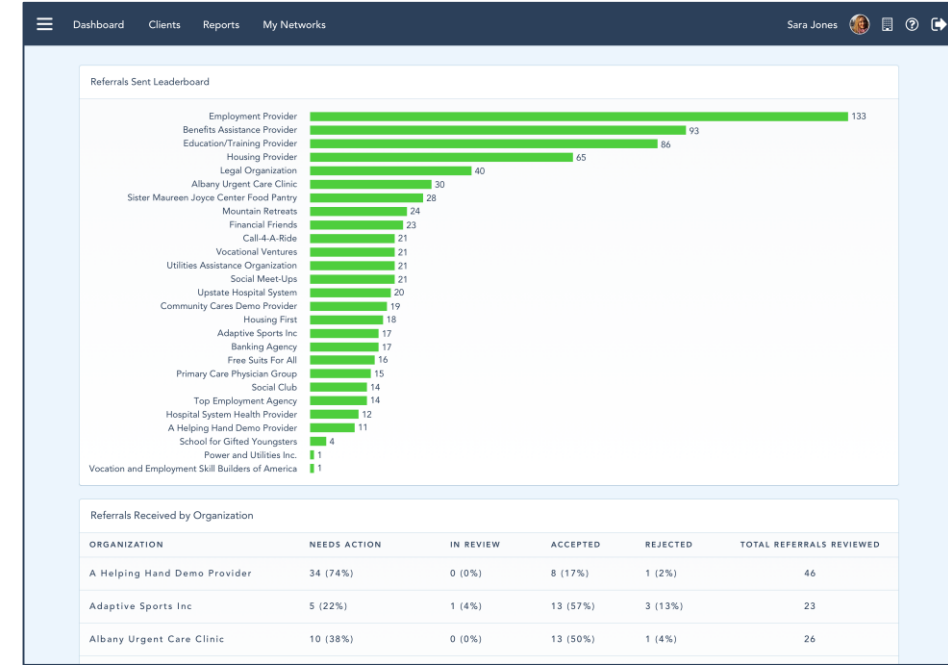 Dashboard Clients Reports My Networks Sara Jones
Referrals Sent Leaderboard
Employment Provider 133
Benefits Assistance Provider 93
Education/Training Provider 86
Housing Provider 65
Legal Organization 40
Albany Urgent Care Clinic 30
Sister Maureen Joyce Center Food Pantry 28
Mountain Retreats 24
Financial Friends 23
Call-4-A-Ride 21
Vocational Ventures 21
Utilities Assistance Organization 21
Social Meet-Ups 21
Upstate Hospital System 20
Community Cares Demo Provider 19
Housing First 18
Adaptive Sports Inc 17
Banking Agency 17
Free Suits For All 16
Primary Care Physician Group 15
Social Club 14
Top Employment Agency 14
Hospital System Health Provider 12
A Helping Hand Demo Provider 11
School for Gifted Youngsters 4
Power and Utilities Inc. 1
Vocation and Employment Skill Builders of America 1
Referrals Received by Organization
ORGANIZATION NEEDS ACTION IN REVIEW ACCEPTED REJECTED TOTAL REFERRALS REVIEWED
A Helping Hand Demo Provider 34 (74%) 0 (0%) 8 (17%) 1 (2%) 46
Adaptive Sports Inc 5 (22%) 1 (4%) 13 (57%) 3 (13%) 23
Albany Urgent Care Clinic 10 (38%) 0 (0%) 13 (50%) 1 (4%) 26